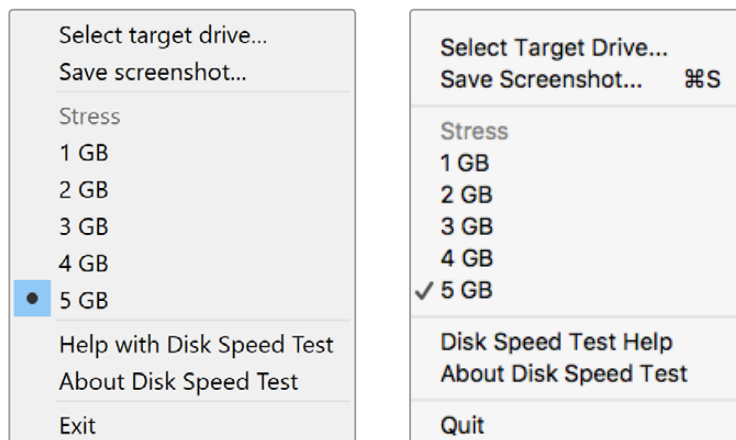 Select target drive...
Save screenshot...
Stress
1 GB
2 GB
3 GB
4 GB
5 GB
Help with Disk Speed Test
About Disk Speed Test
Exit
Select Target Drive...
Save Screenshot... ⌘S
Stress
1 GB
2 GB
3 GB
4 GB
5 GB
Disk Speed Test Help
About Disk Speed Test
Quit